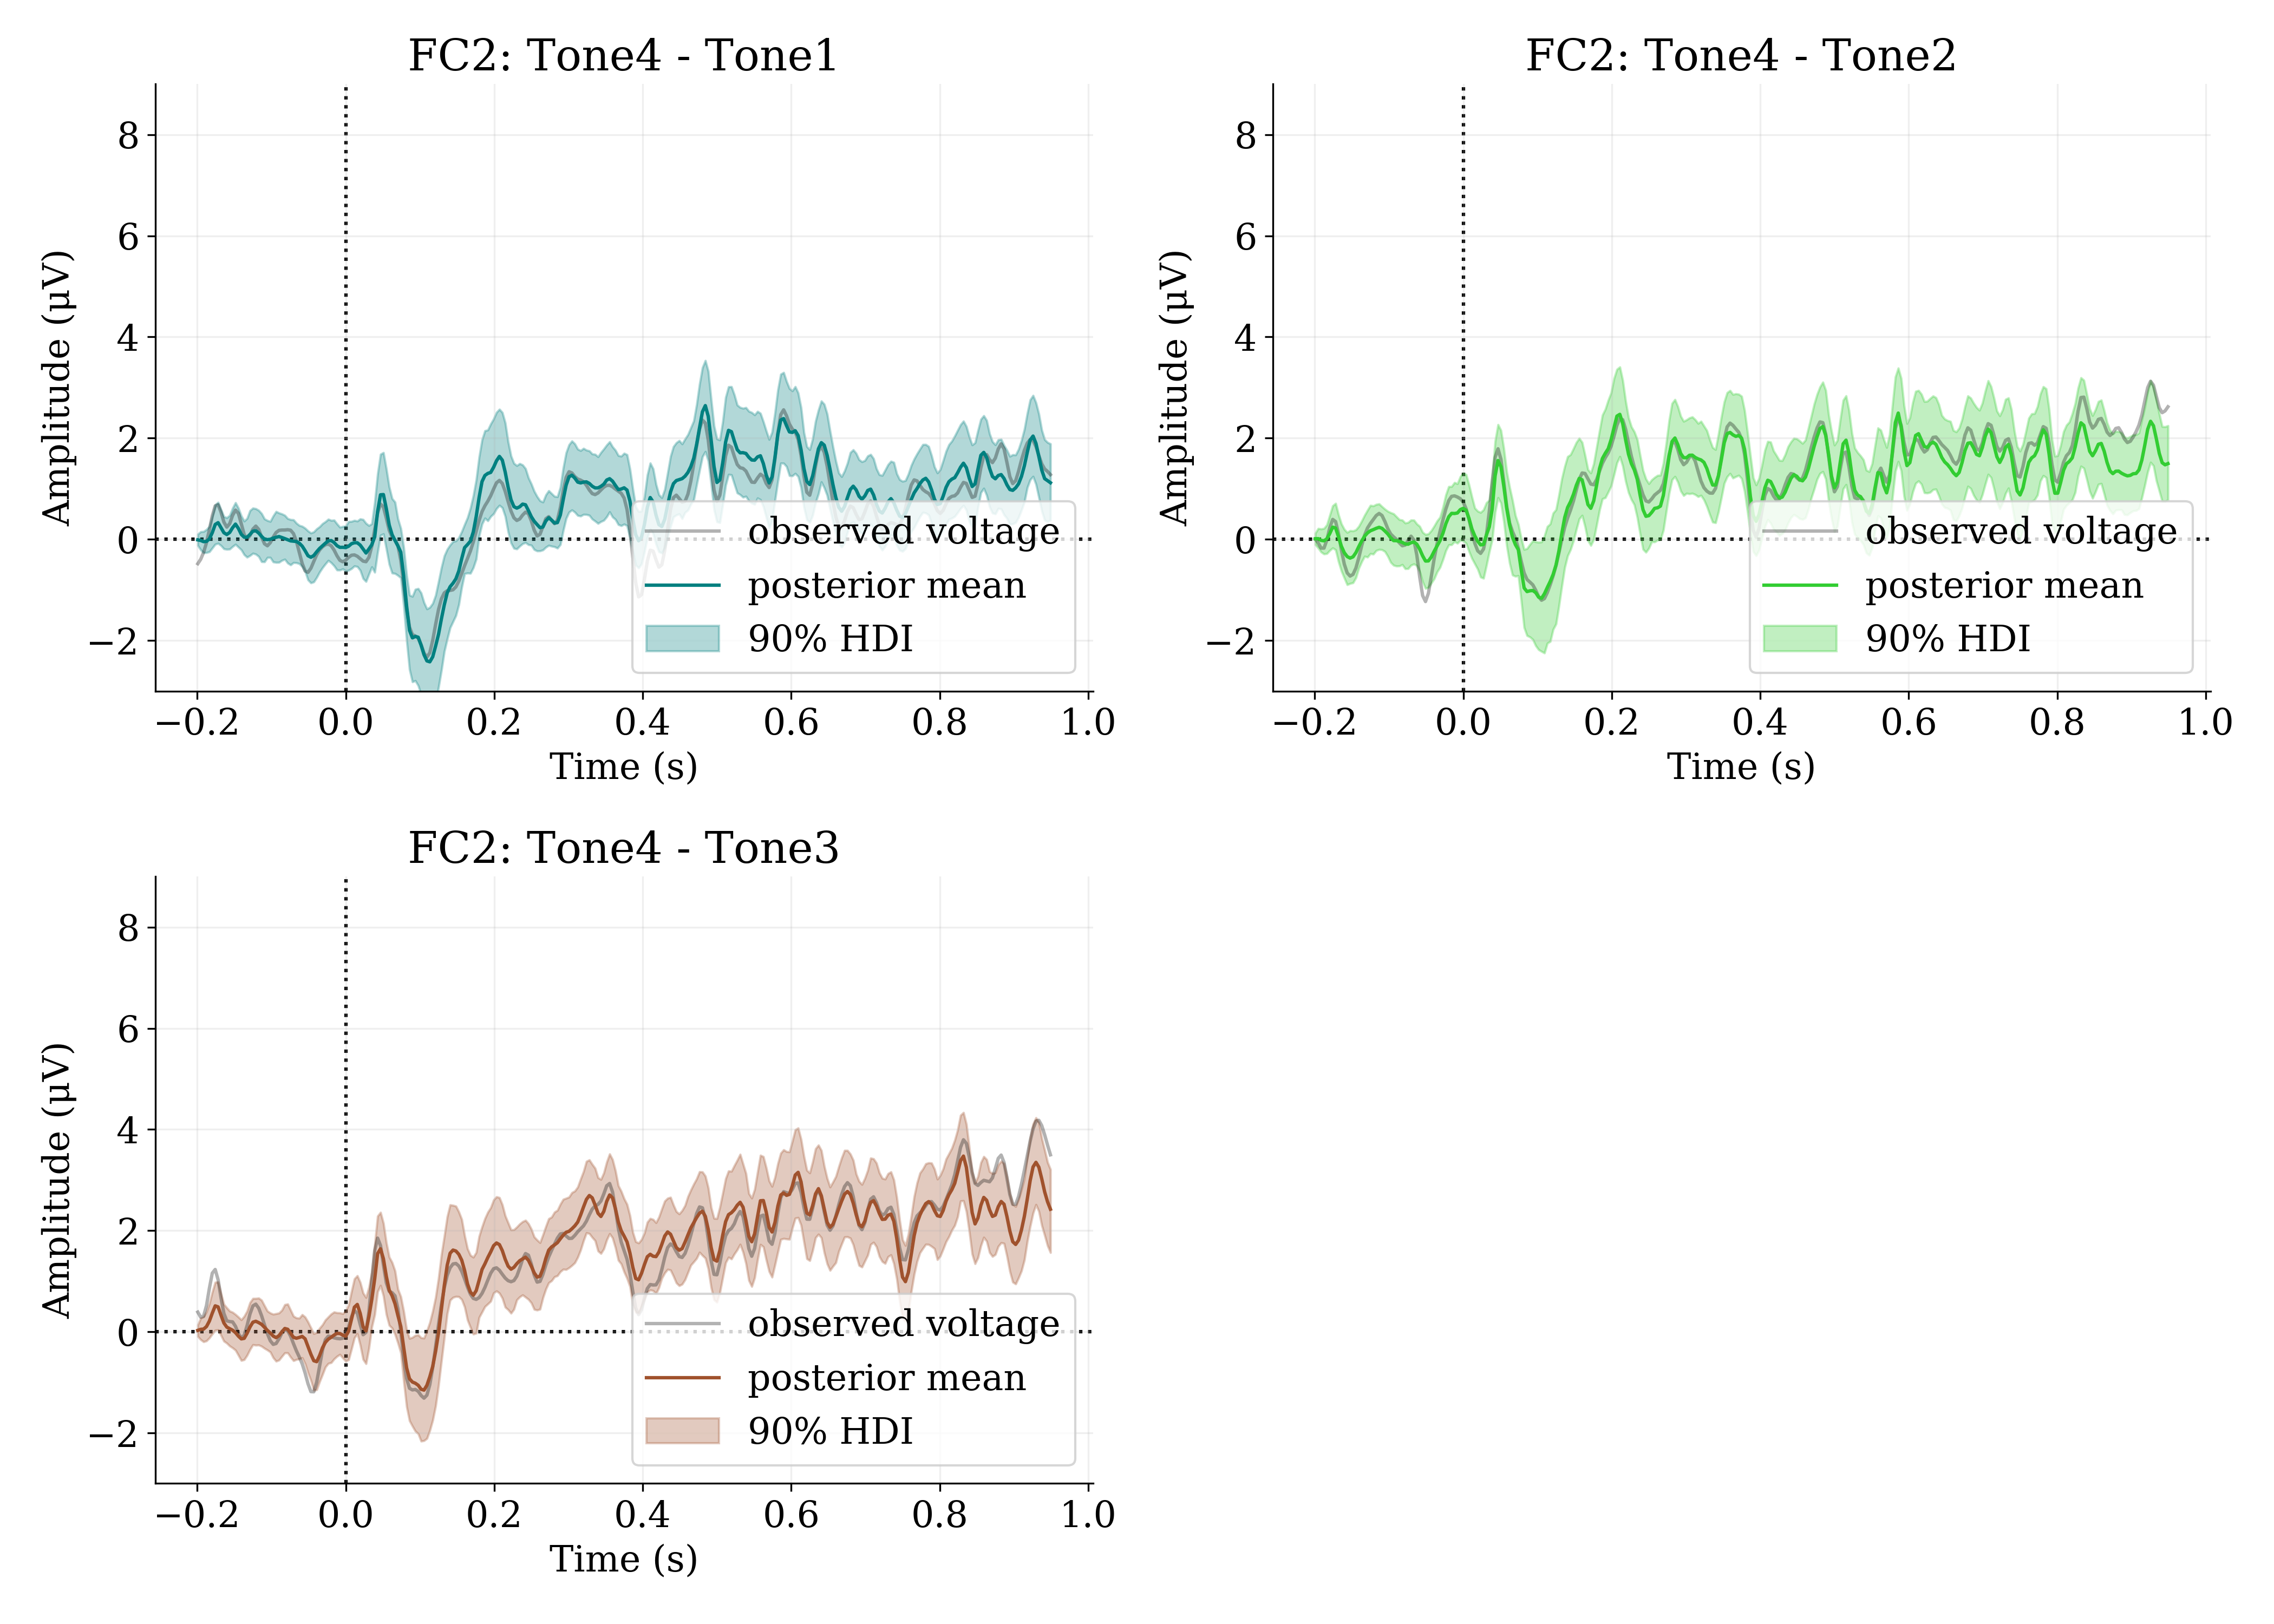 FC2: Tone4 - Tone1
Amplitude (µV)
8
6
4
2
0
−2
observed voltage
posterior mean
90% HDI
−0.2 0.0 0.2 0.4 0.6 0.8 1.0
Time (s)
FC2: Tone4 - Tone2
Amplitude (µV)
8
6
4
2
0
−2
observed voltage
posterior mean
90% HDI
−0.2 0.0 0.2 0.4 0.6 0.8 1.0
Time (s)
FC2: Tone4 - Tone3
Amplitude (µV)
8
6
4
2
0
−2
observed voltage
posterior mean
90% HDI
−0.2 0.0 0.2 0.4 0.6 0.8 1.0
Time (s)